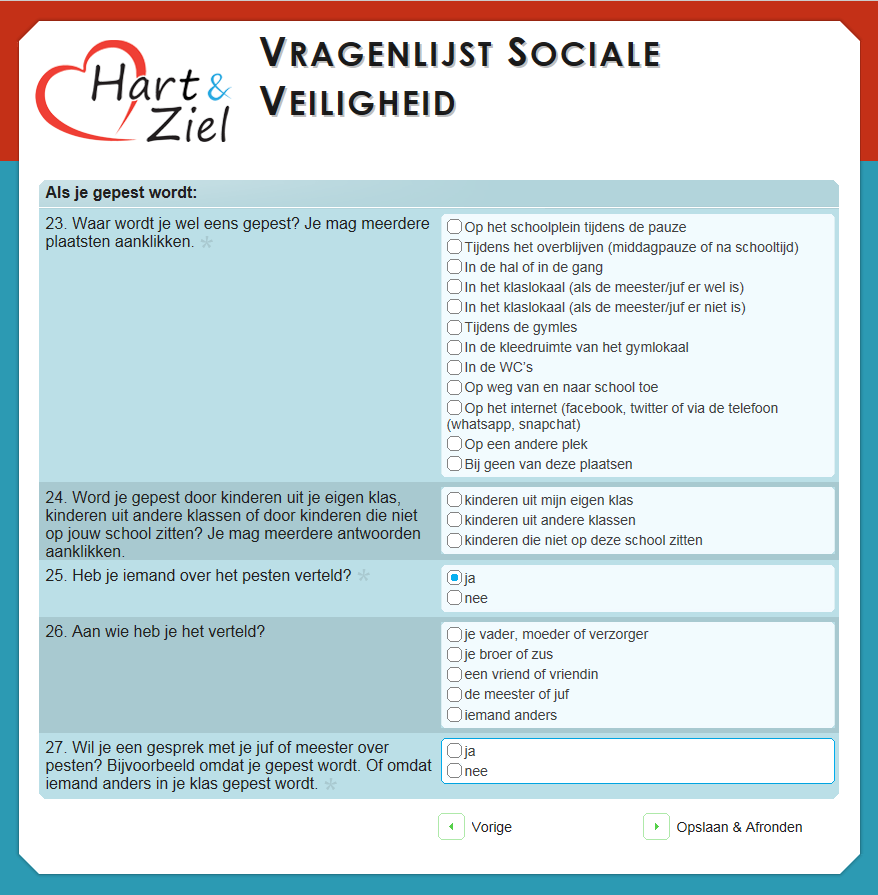 Hart &
Ziel
VRAGENLIJST SOCIALE
VEILIGHEID
Als je gepest wordt:
23. Waar wordt je wel eens gepest? Je mag meerdere
plaatsten aanklikken. *
Op het schoolplein tijdens de pauze
Tijdens het overblijven (middagpauze of na schooltijd)
In de hal of in de gang
In het klaslokaal (als de meester/juf er wel is)
In het klaslokaal (als de meester/juf er niet is)
Tijdens de gymles
In de kleedruimte van het gymlokaal
In de WC's
Op weg van en naar school toe
Op het internet (facebook, twitter of via de telefoon
(whatsapp, snapchat)
Op een andere plek
Bij geen van deze plaatsen
24. Word je gepest door kinderen uit je eigen klas,
kinderen uit andere klassen of door kinderen die niet
op jouw school zitten? Je mag meerdere antwoorden
aanklikken.
kinderen uit mijn eigen klas
kinderen uit andere klassen
kinderen die niet op deze school zitten
25. Heb je iemand over het pesten verteld? *
ja
nee
26. Aan wie heb je het verteld?
je vader, moeder of verzorger
je broer of zus
een vriend of vriendin
de meester of juf
iemand anders
27. Wil je een gesprek met je juf of meester over
pesten? Bijvoorbeeld omdat je gepest wordt. Of omdat
iemand anders in je klas gepest wordt. *
ja
nee
Vorige
Opslaan & Afronden